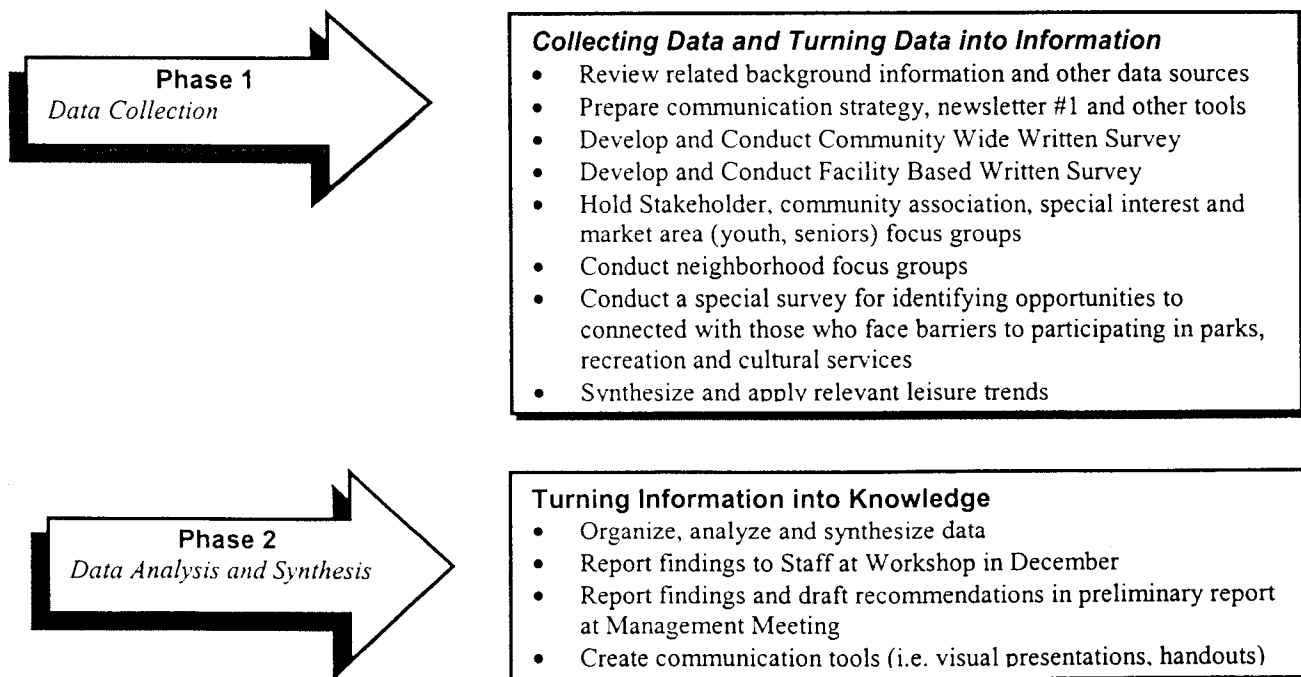 Phase 1
Data Collection
Collecting Data and Turning Data into Information
• Review related background information and other data sources
• Prepare communication strategy, newsletter #1 and other tools
• Develop and Conduct Community Wide Written Survey
• Develop and Conduct Facility Based Written Survey
• Hold Stakeholder, community association, special interest and
market area (youth, seniors) focus groups
• Conduct neighborhood focus groups
• Conduct a special survey for identifying opportunities to
connected with those who face barriers to participating in parks,
recreation and cultural services
• Synthesize and apply relevant leisure trends
Phase 2
Data Analysis and Synthesis
Turning Information into Knowledge
• Organize, analyze and synthesize data
• Report findings to Staff at Workshop in December
• Report findings and draft recommendations in preliminary report
at Management Meeting
• Create communication tools (i.e. visual presentations, handouts)